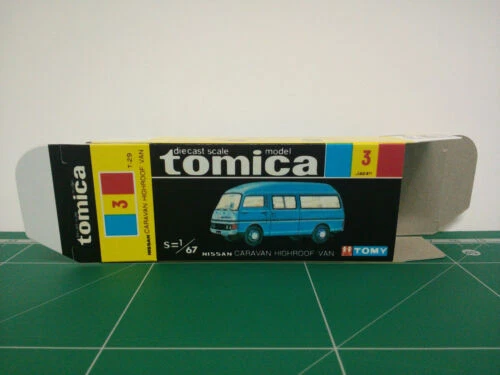 tomica
3
T-29
NISSAN CARAVAN HIGHROOF VAN
diecast scale model
tomica
3
JAPAN
S=1/67
NISSAN CARAVAN HIGHROOF VAN
TOMY